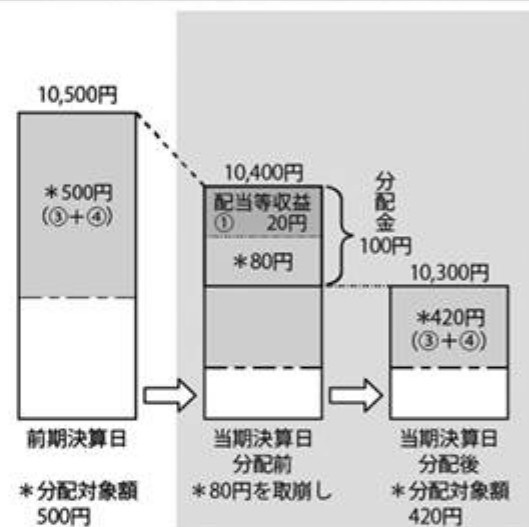 10,500円
*500円
(③+④)
前期決算日
*分配対象額
500円
10,400円
配当等収益
① 20円
*80円
分配金
100円
当期決算日
分配前
*80円を取崩し
10,300円
*420円
(③+④)
当期決算日
分配後
*分配対象額
420円